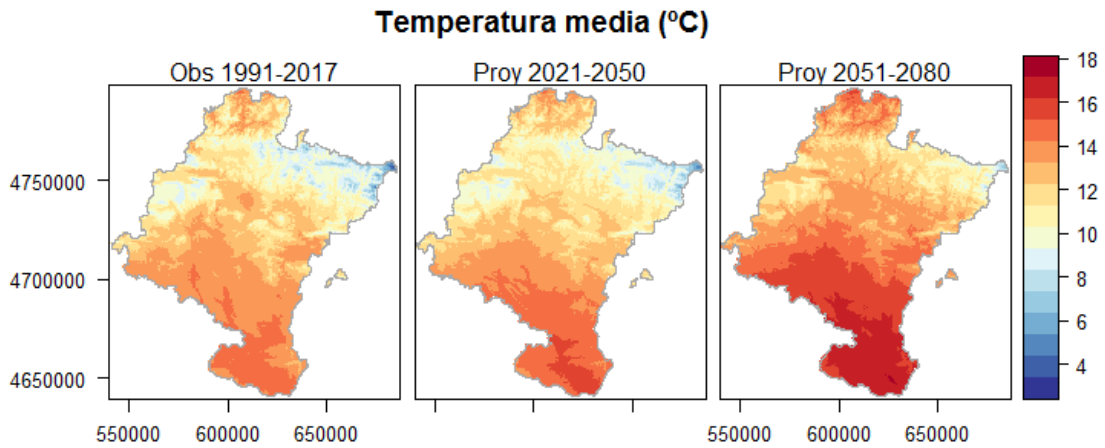 Temperatura media (ºC)
Obs 1991-2017
Proy 2021-2050
Proy 2051-2080
4750000
4700000
4650000
550000 600000 650000
550000 600000 650000
18
16
14
12
10
8
6
4